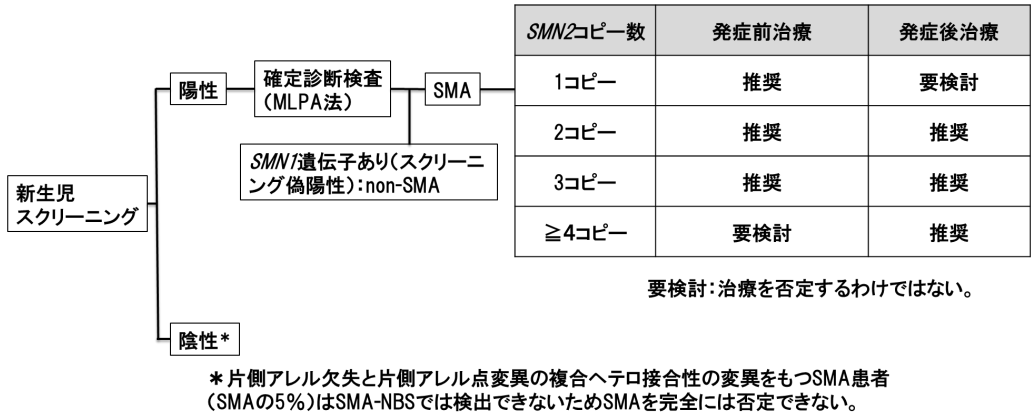 新生児
スクリーニング
陽性
確定診断検査
(MLPA法)
SMA
SMN1遺伝子あり(スクリーニ
ング偽陽性):non-SMA
陰性*
SMN2コピー数 発症前治療 発症後治療
1コピー 推奨 要検討
2コピー 推奨 推奨
3コピー 推奨 推奨
≧4コピー 要検討 推奨
要検討:治療を否定するわけではない。
*片側アレル欠失と片側アレル点変異の複合ヘテロ接合性の変異をもつSMA患者
(SMAの5%)はSMA-NBSでは検出できないためSMAを完全には否定できない。